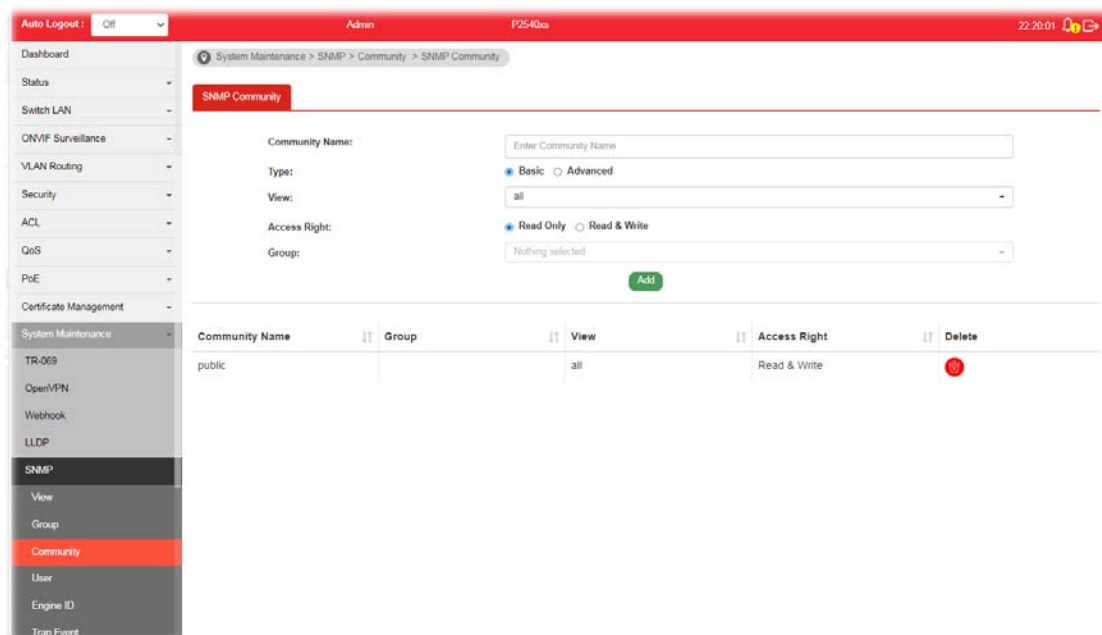 Auto Logout : Off Admin P2540xa 22:20:01
Dashboard
System Maintenance > SNMP > Community > SNMP Community
Status
Switch LAN
SNMP Community
ONVIF Surveillance
Community Name: Enter Community Name
VLAN Routing
Type: Basic Advanced
Security
View: all
ACL
Access Right: Read Only Read & Write
QoS
Group: Nothing selected
PoE
Add
Certificate Management
System Maintenance
Community Name Group View Access Right Delete
TR-069
public all Read & Write
OpenVPN
Webhook
LLDP
SNMP
View
Group
Community
User
Engine ID
Trap Event